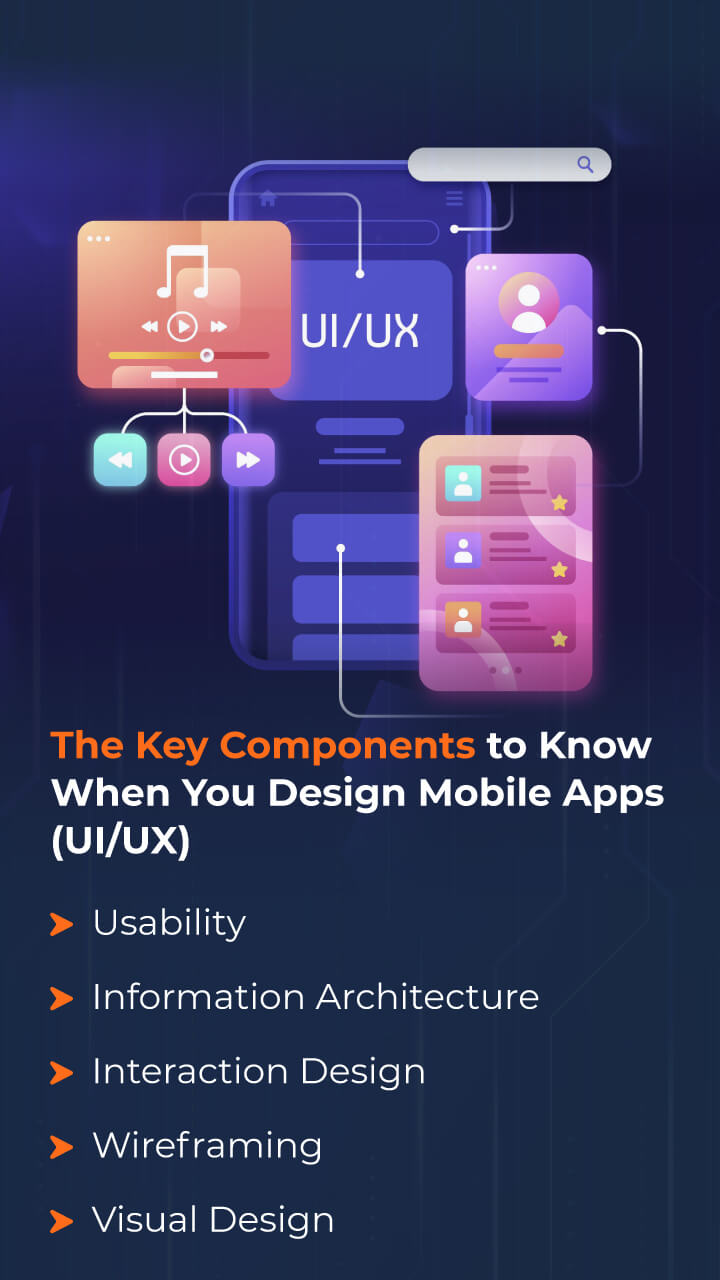 UI/UX
The Key Components to Know
When You Design Mobile Apps
(UI/UX)
Usability
Information Architecture
Interaction Design
Wireframing
Visual Design